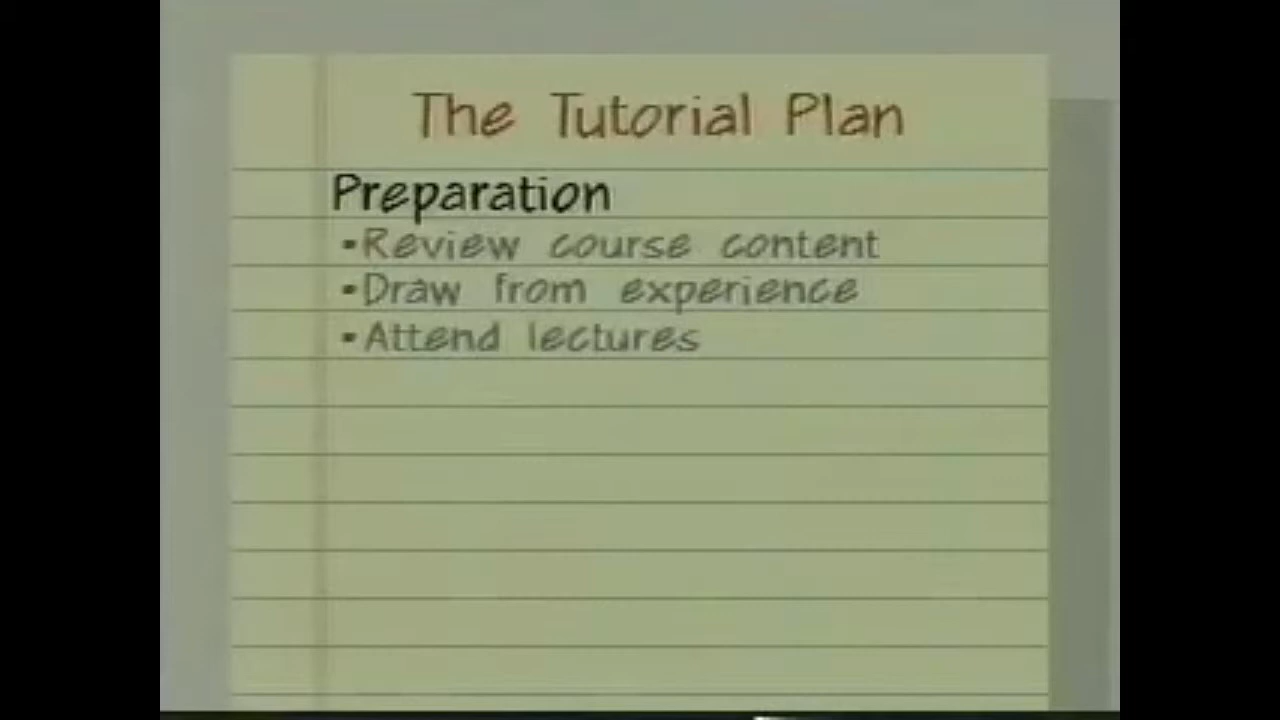 The Tutorial Plan
Preparation
▪Review course content
▪Draw from experience
▪Attend lectures